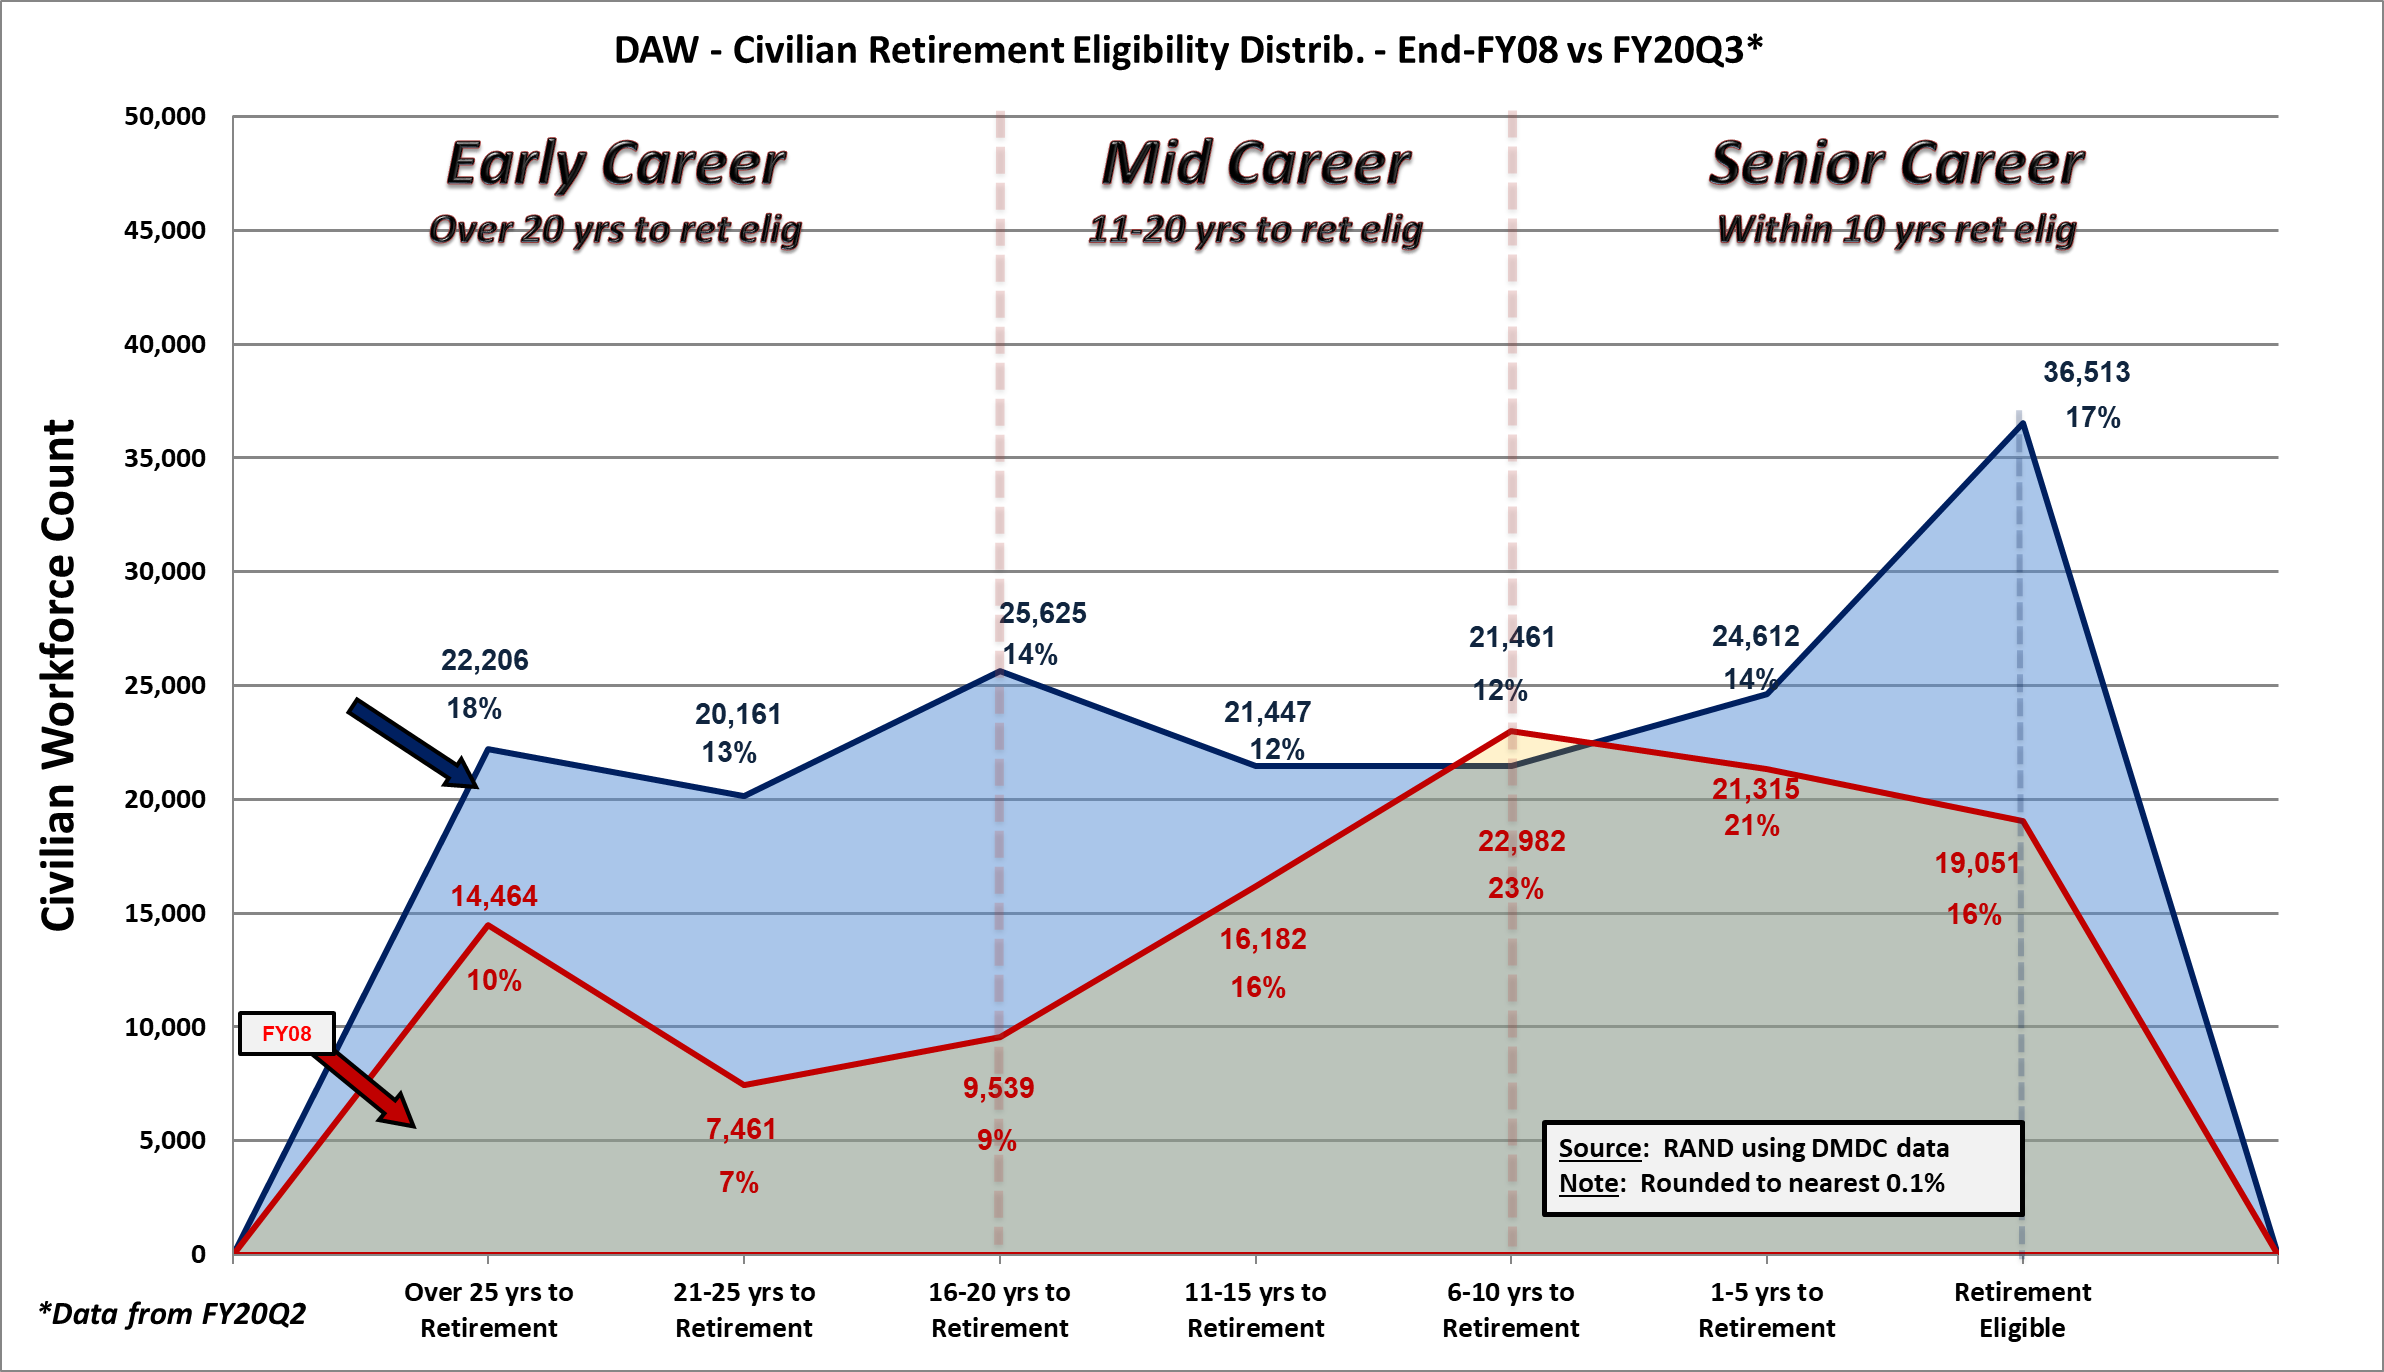 DAW - Civilian Retirement Eligibility Distrib. - End-FY08 vs FY20Q3*
Early Career
Over 20 yrs to ret elig
Mid Career
11-20 yrs to ret elig
Senior Career
Within 10 yrs ret elig
Civilian Workforce Count
50,000
45,000
40,000
35,000
30,000
25,000
20,000
15,000
10,000
5,000
0
22,206
18%
20,161
13%
25,625
14%
21,447
12%
21,461
12%
24,612
14%
36,513
17%
14,464
10%
7,461
7%
9,539
9%
16,182
16%
22,982
23%
21,315
21%
19,051
16%
FY08
Source: RAND using DMDC data
Note: Rounded to nearest 0.1%
Over 25 yrs to
Retirement
21-25 yrs to
Retirement
16-20 yrs to
Retirement
11-15 yrs to
Retirement
6-10 yrs to
Retirement
1-5 yrs to
Retirement
Retirement
Eligible
*Data from FY20Q2